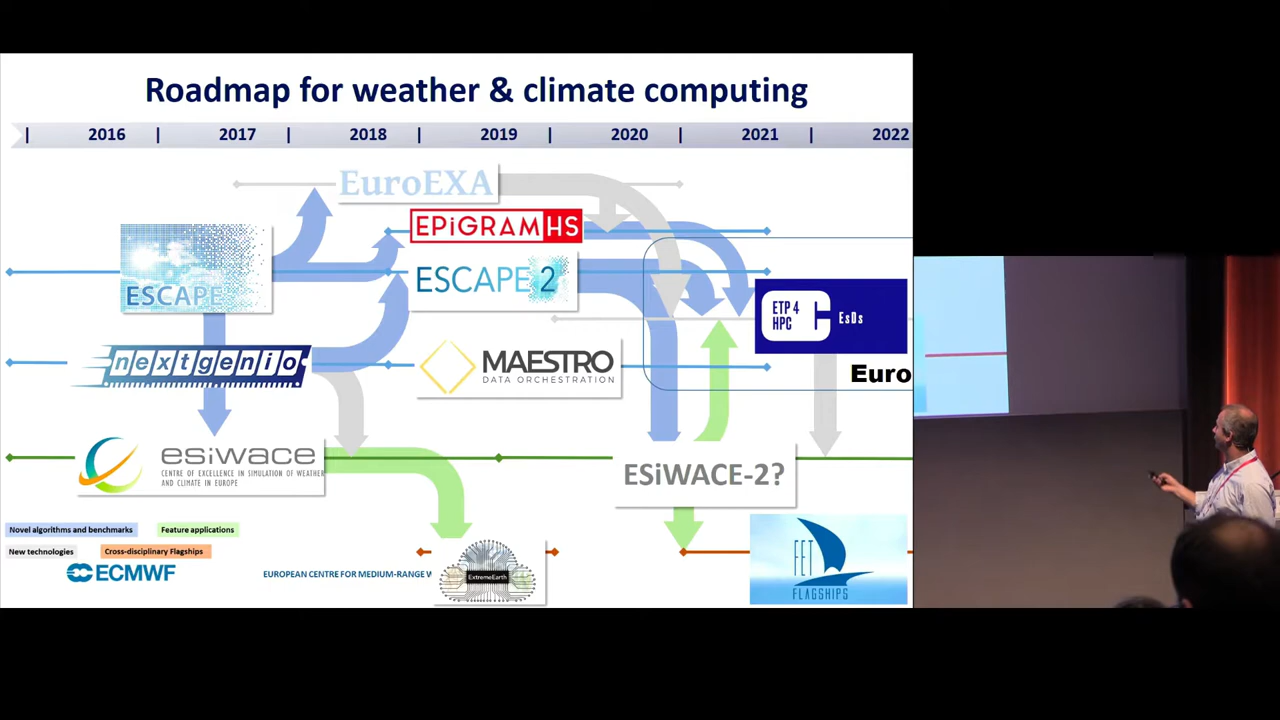 Roadmap for weather & climate computing
| 2016 | 2017 | 2018 | 2019 | 2020 | 2021 | 2022
EuroEXA
EPiGRAM HS
ESCAPE
ESCAPE 2
ETP 4
HPC
EsDs
nextgenio
MAESTRO
DATA ORCHESTRATION
Euro
esiwace
CENTRE OF EXCELLENCE IN SIMULATION OF WEATHER
AND CLIMATE IN EUROPE
ESiWACE-2?
Novel algorithms and benchmarks
Feature applications
New technologies
Cross-disciplinary Flagships
ECMWF
EUROPEAN CENTRE FOR MEDIUM-RANGE W
ExtremeEarth
FET
FLAGSHIPS